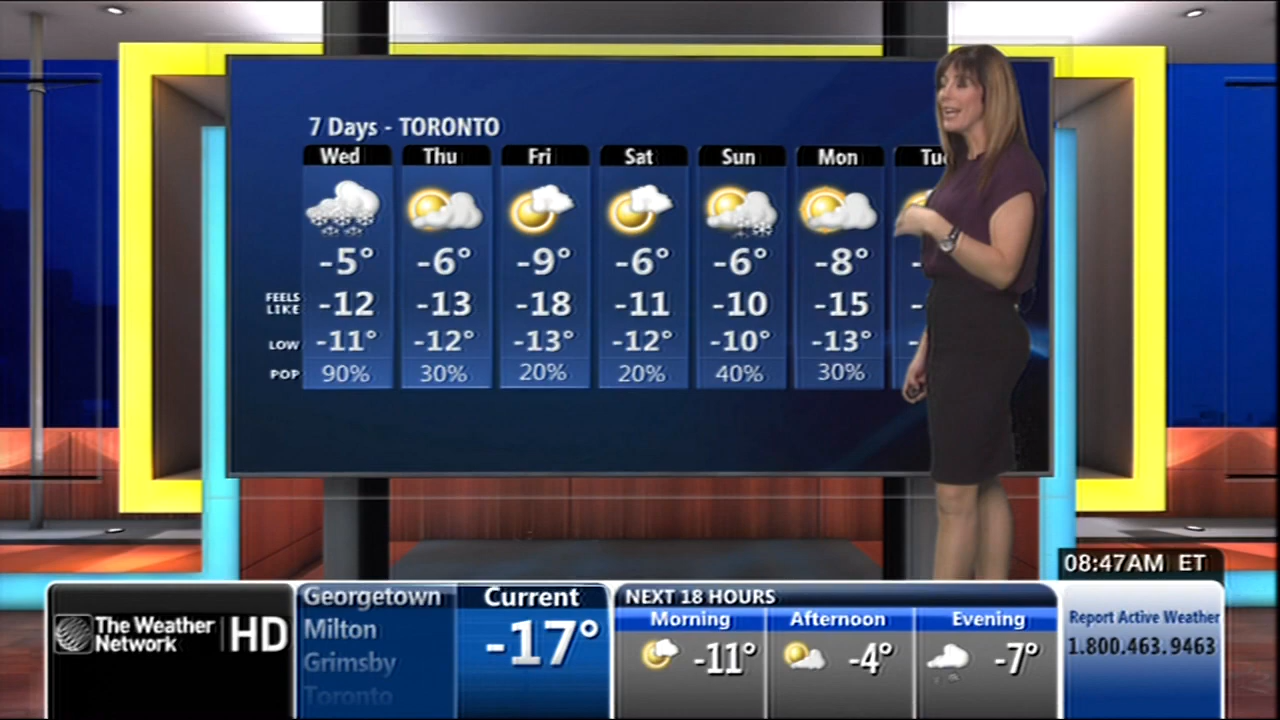 7 Days - TORONTO
Wed Thu Fri Sat Sun Mon
-5° -6° -9° -6° -6° -8°
FEELS LIKE -12 -13 -18 -11 -10 -15
LOW -11° -12° -13° -12° -10° -13°
POP 90% 30% 20% 20% 40% 30%
08:47AM ET
The Weather Network HD
Georgetown
Milton
Grimsby
Toronto
Current
-17°
NEXT 18 HOURS
Morning Afternoon Evening
-11° -4° -7°
Report Active Weather
1.800.463.9463